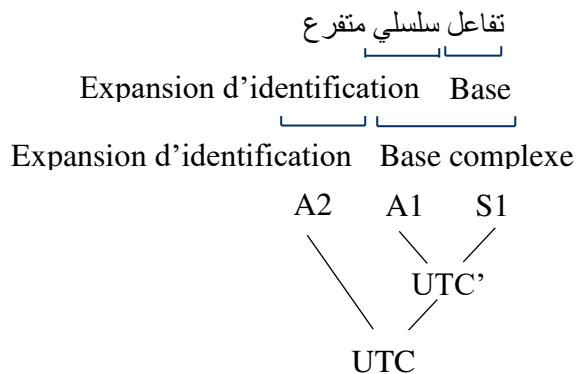 تفاعل سلسلي متفرع
Expansion d’identification Base
Expansion d’identification Base complexe
A2 A1 S1
UTC’
UTC